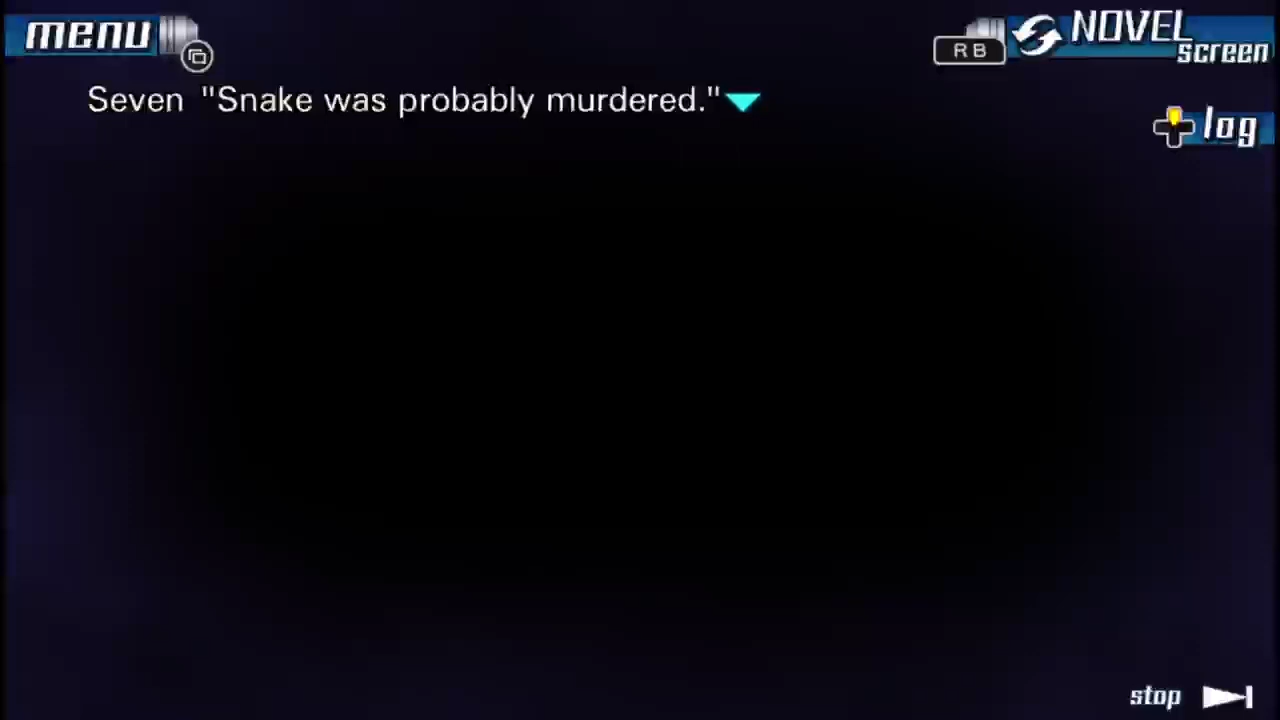 menu
RB NOVEL screen
Seven "Snake was probably murdered."
log
stop